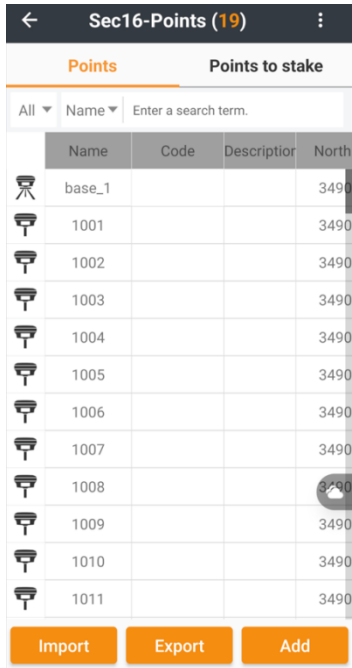 Sec16-Points (19)
Points Points to stake
All Name Enter a search term.
Name Code Description North
base_1 3490
1001 3490
1002 3490
1003 3490
1004 3490
1005 3490
1006 3490
1007 3490
1008 3490
1009 3490
1010 3490
1011 3490
Import Export Add